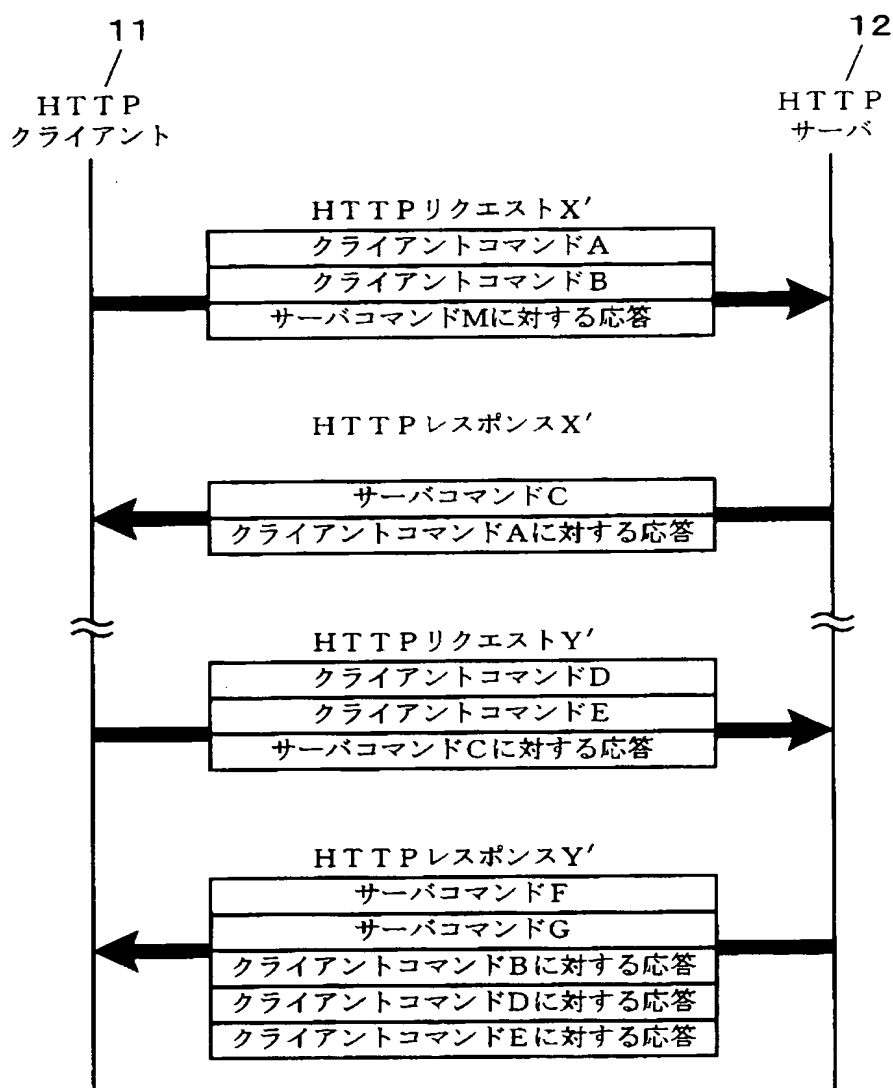 11
12
HTTP
クライアント
HTTP
サーバ
HTTPリクエストX′
クライアントコマンドA
クライアントコマンドB
サーバコマンドMに対する応答
HTTPレスポンスX′
サーバコマンドC
クライアントコマンドAに対する応答
HTTPリクエストY′
クライアントコマンドD
クライアントコマンドE
サーバコマンドCに対する応答
HTTPレスポンスY′
サーバコマンドF
サーバコマンドG
クライアントコマンドBに対する応答
クライアントコマンドDに対する応答
クライアントコマンドEに対する応答